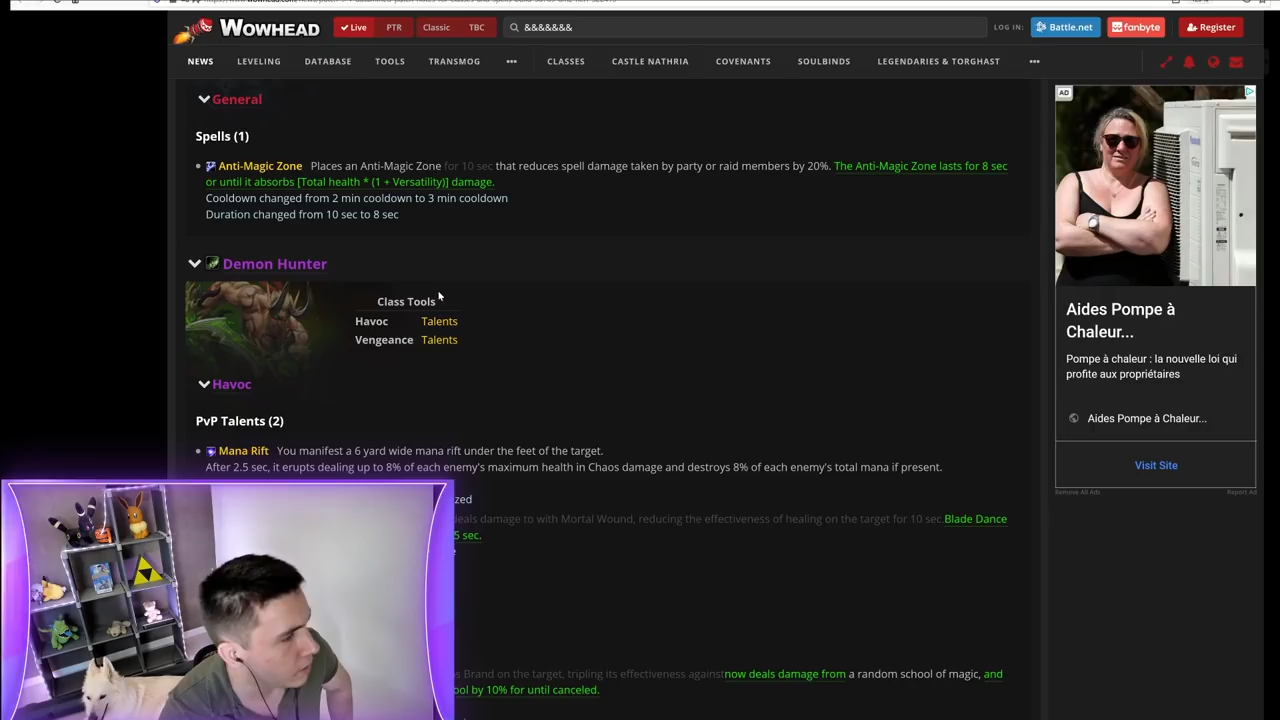 WOWHEAD
Live
PTR
Classic
TBC
&&&&&&&
LOG IN:
Battle.net
fanbyte
Register
NEWS
LEVELING
DATABASE
TOOLS
TRANSMOG
CLASSES
CASTLE NATHRIA
COVENANTS
SOULBINDS
LEGENDARIES & TORGHAST
General
Spells (1)
Anti-Magic Zone Places an Anti-Magic Zone for 10 sec that reduces spell damage taken by party or raid members by 20%. The Anti-Magic Zone lasts for 8 sec
or until it absorbs [Total health * (1 + Versatility)] damage.
Cooldown changed from 2 min cooldown to 3 min cooldown
Duration changed from 10 sec to 8 sec
Demon Hunter
Class Tools
Havoc Talents
Vengeance Talents
Havoc
PvP Talents (2)
Mana Rift You manifest a 6 yard wide mana rift under the feet of the target.
After 2.5 sec, it erupts dealing up to 8% of each enemy's maximum health in Chaos damage and destroys 8% of each enemy's total mana if present.
zed
deals damage to with Mortal Wound, reducing the effectiveness of healing on the target for 10 sec.Blade Dance
5 sec.
s Brand on the target, tripling its effectiveness againstnow deals damage from a random school of magic, and
ool by 10% for until canceled.
AD
Aides Pompe à
Chaleur...
Pompe à chaleur : la nouvelle loi qui
profite aux propriétaires
Aides Pompe à Chaleur...
Visit Site
Remove All Ads
Report Ad